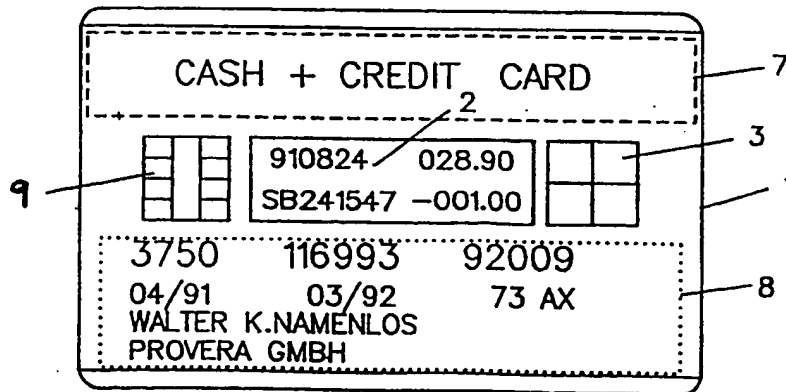 CASH + CREDIT CARD
7
2
910824 028.90
3
SB241547 -001.00
9
3750 116993 92009
04/91 03/92 73 AX
8
WALTER K.NAMENLOS
PROVERA GMBH